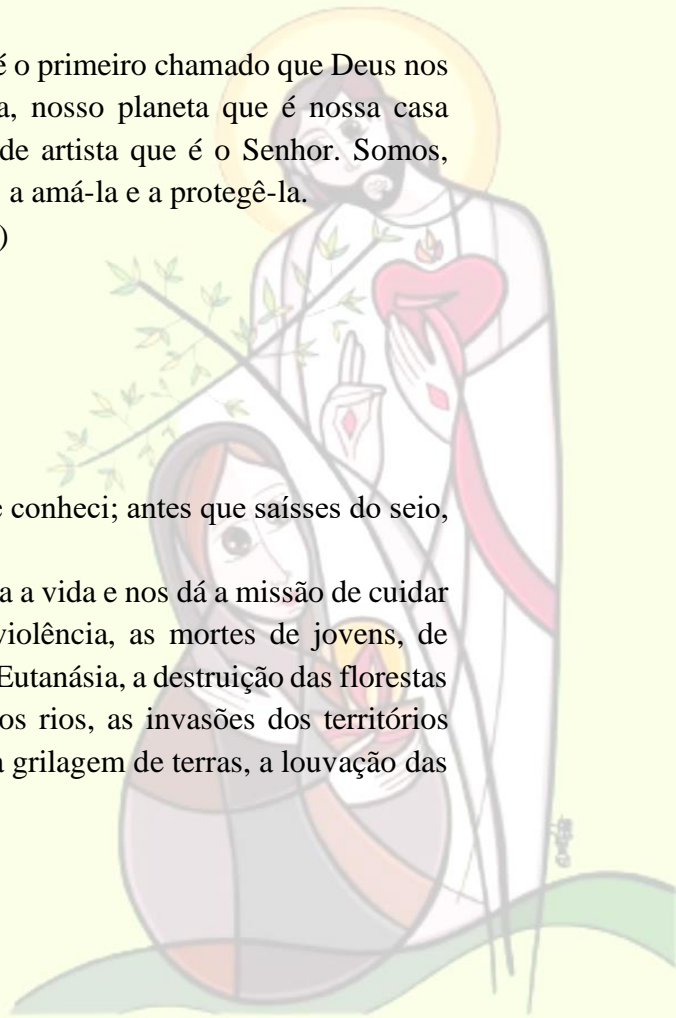 é o primeiro chamado que Deus nos
a, nosso planeta que é nossa casa
de artista que é o Senhor. Somos,
a amá-la e a protegê-la.
)
e conheci; antes que saísses do seio,
a a vida e nos dá a missão de cuidar
violência, as mortes de jovens, de
Eutanásia, a destruição das florestas
os rios, as invasões dos territórios
a grilagem de terras, a louvação das